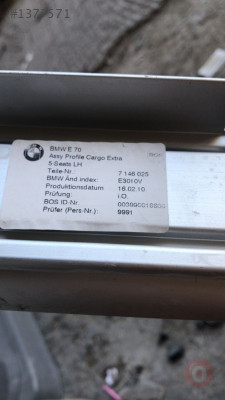 BMW E 70
Assy Profile Cargo Extra
5-Seats LH
Teile-Nr.: 7 146 025
BMW Änd.index: E3010V
Produktionsdatum 16.02.10
Prüfung: i.O.
BOS ID-Nr.
Prüfer (Pers-Nr.): 9991